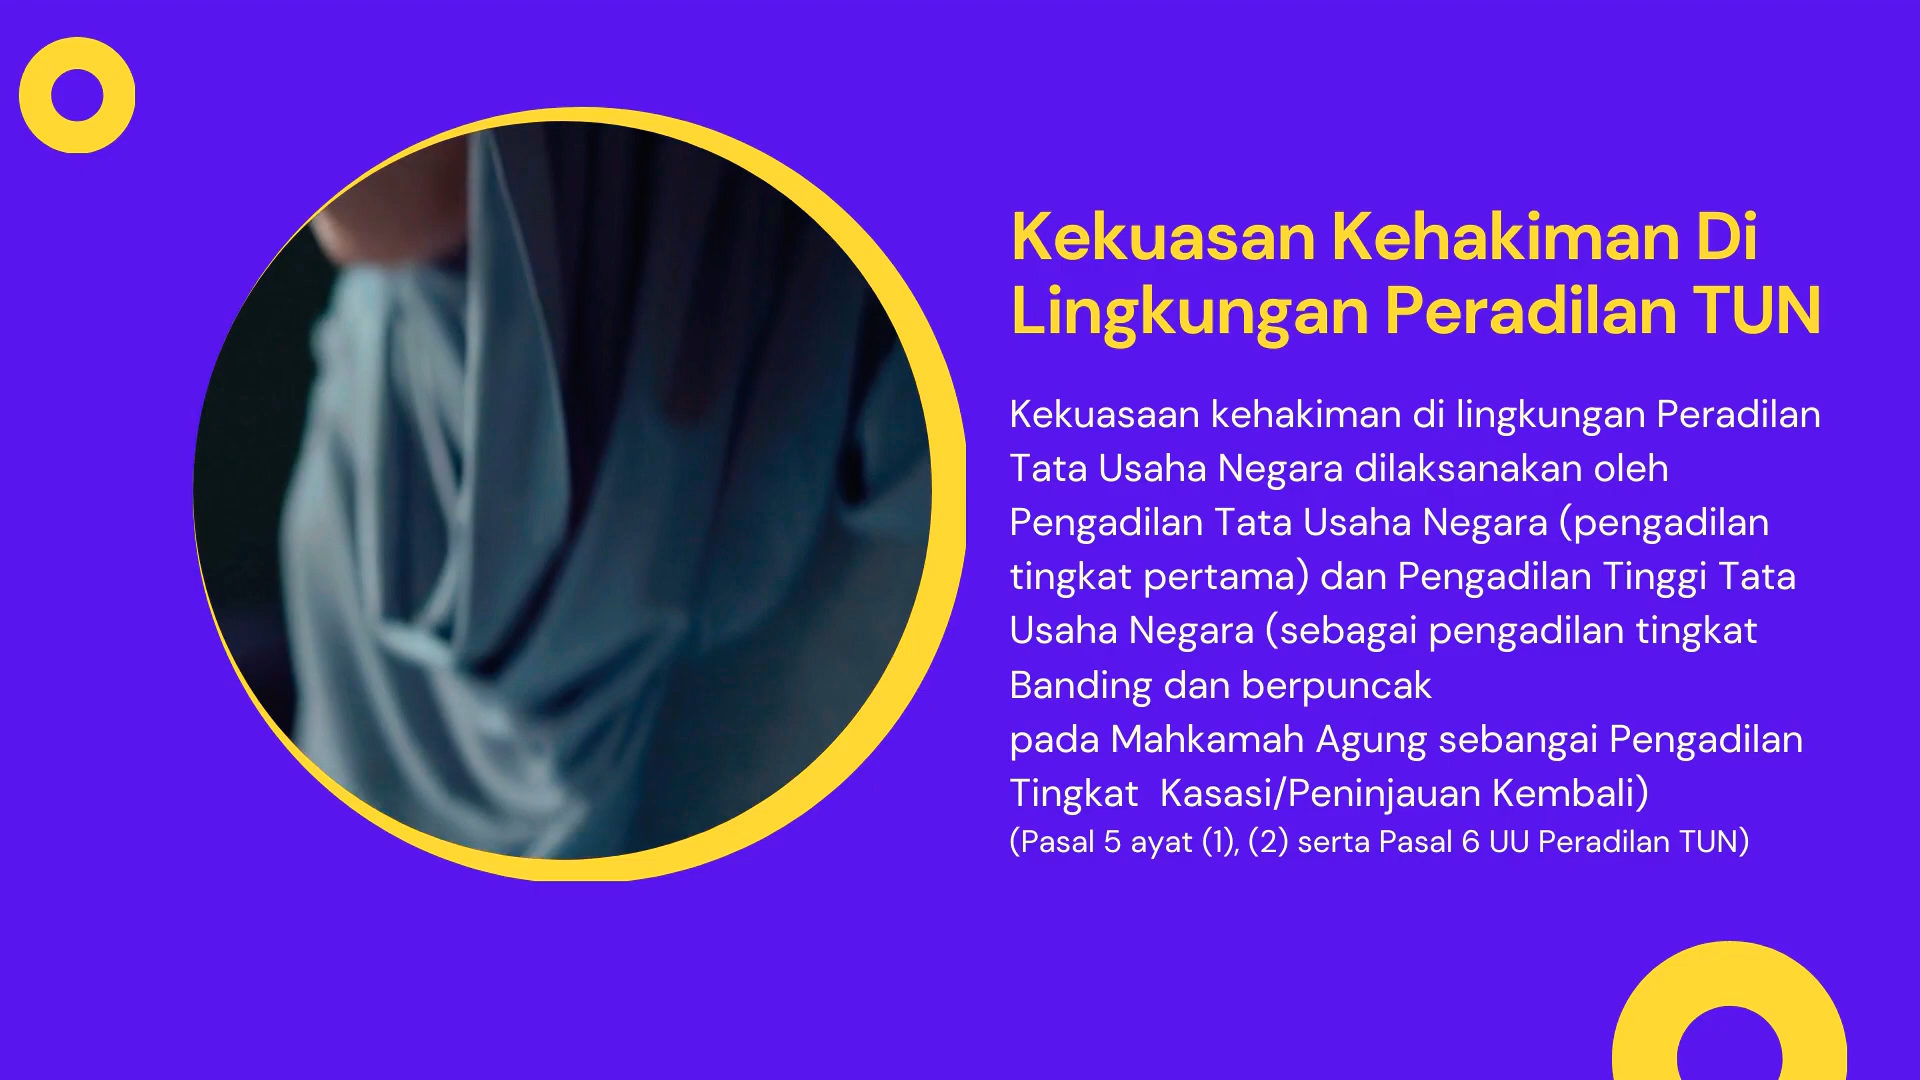 Kekuasan Kehakiman Di
Lingkungan Peradilan TUN
Kekuasaan kehakiman di lingkungan Peradilan
Tata Usaha Negara dilaksanakan oleh
Pengadilan Tata Usaha Negara (pengadilan
tingkat pertama) dan Pengadilan Tinggi Tata
Usaha Negara (sebagai pengadilan tingkat
Banding dan berpuncak
pada Mahkamah Agung sebangai Pengadilan
Tingkat  Kasasi/Peninjauan Kembali)
(Pasal 5 ayat (1), (2) serta Pasal 6 UU Peradilan TUN)